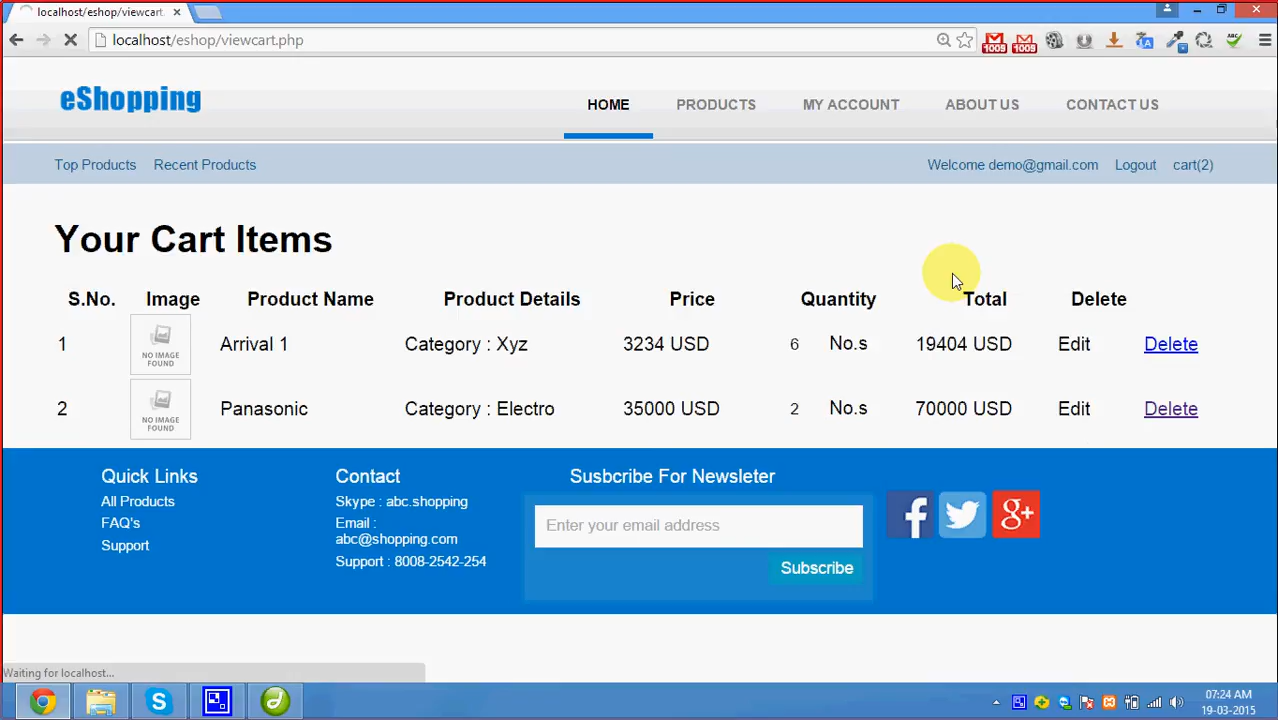 localhost/eshop/viewcart.
localhost/eshop/viewcart.php
1005 1009
ABC
eShopping
HOME PRODUCTS MY ACCOUNT ABOUT US CONTACT US
Top Products Recent Products Welcome demo@gmail.com Logout cart(2)
Your Cart Items
S.No. Image Product Name Product Details Price Quantity Total Delete
1 NO IMAGE FOUND Arrival 1 Category : Xyz 3234 USD 6 No.s 19404 USD Edit Delete
2 NO IMAGE FOUND Panasonic Category : Electro 35000 USD 2 No.s 70000 USD Edit Delete
Quick Links
All Products
FAQ's
Support
Contact
Skype : abc.shopping
Email :
abc@shopping.com
Support : 8008-2542-254
Susbcribe For Newsleter
Enter your email address
Subscribe
f
g+
Waiting for localhost...
07:24 AM
19-03-2015